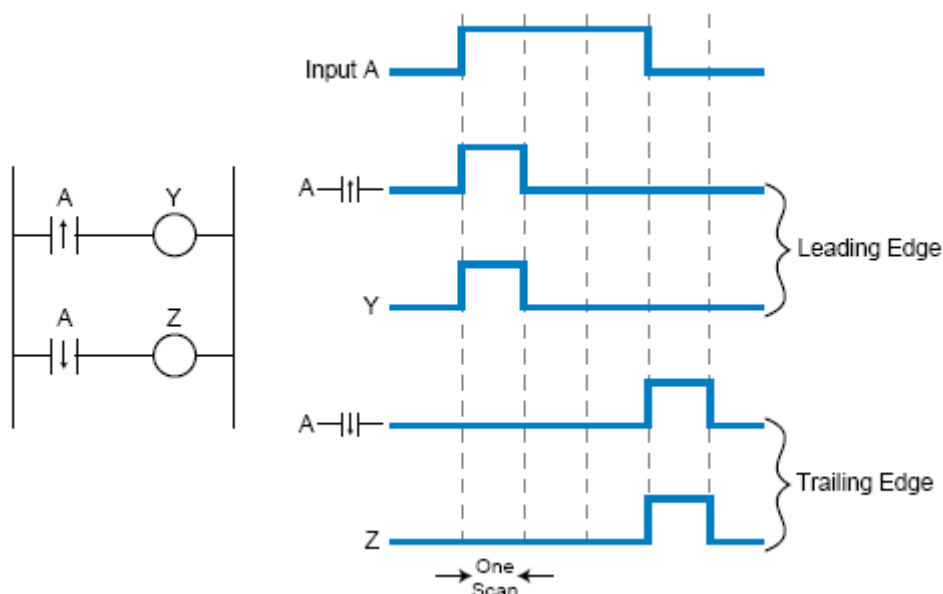 A Y
A Z
Input A
A
Y
Leading Edge
A
Z
Trailing Edge
One
Scan